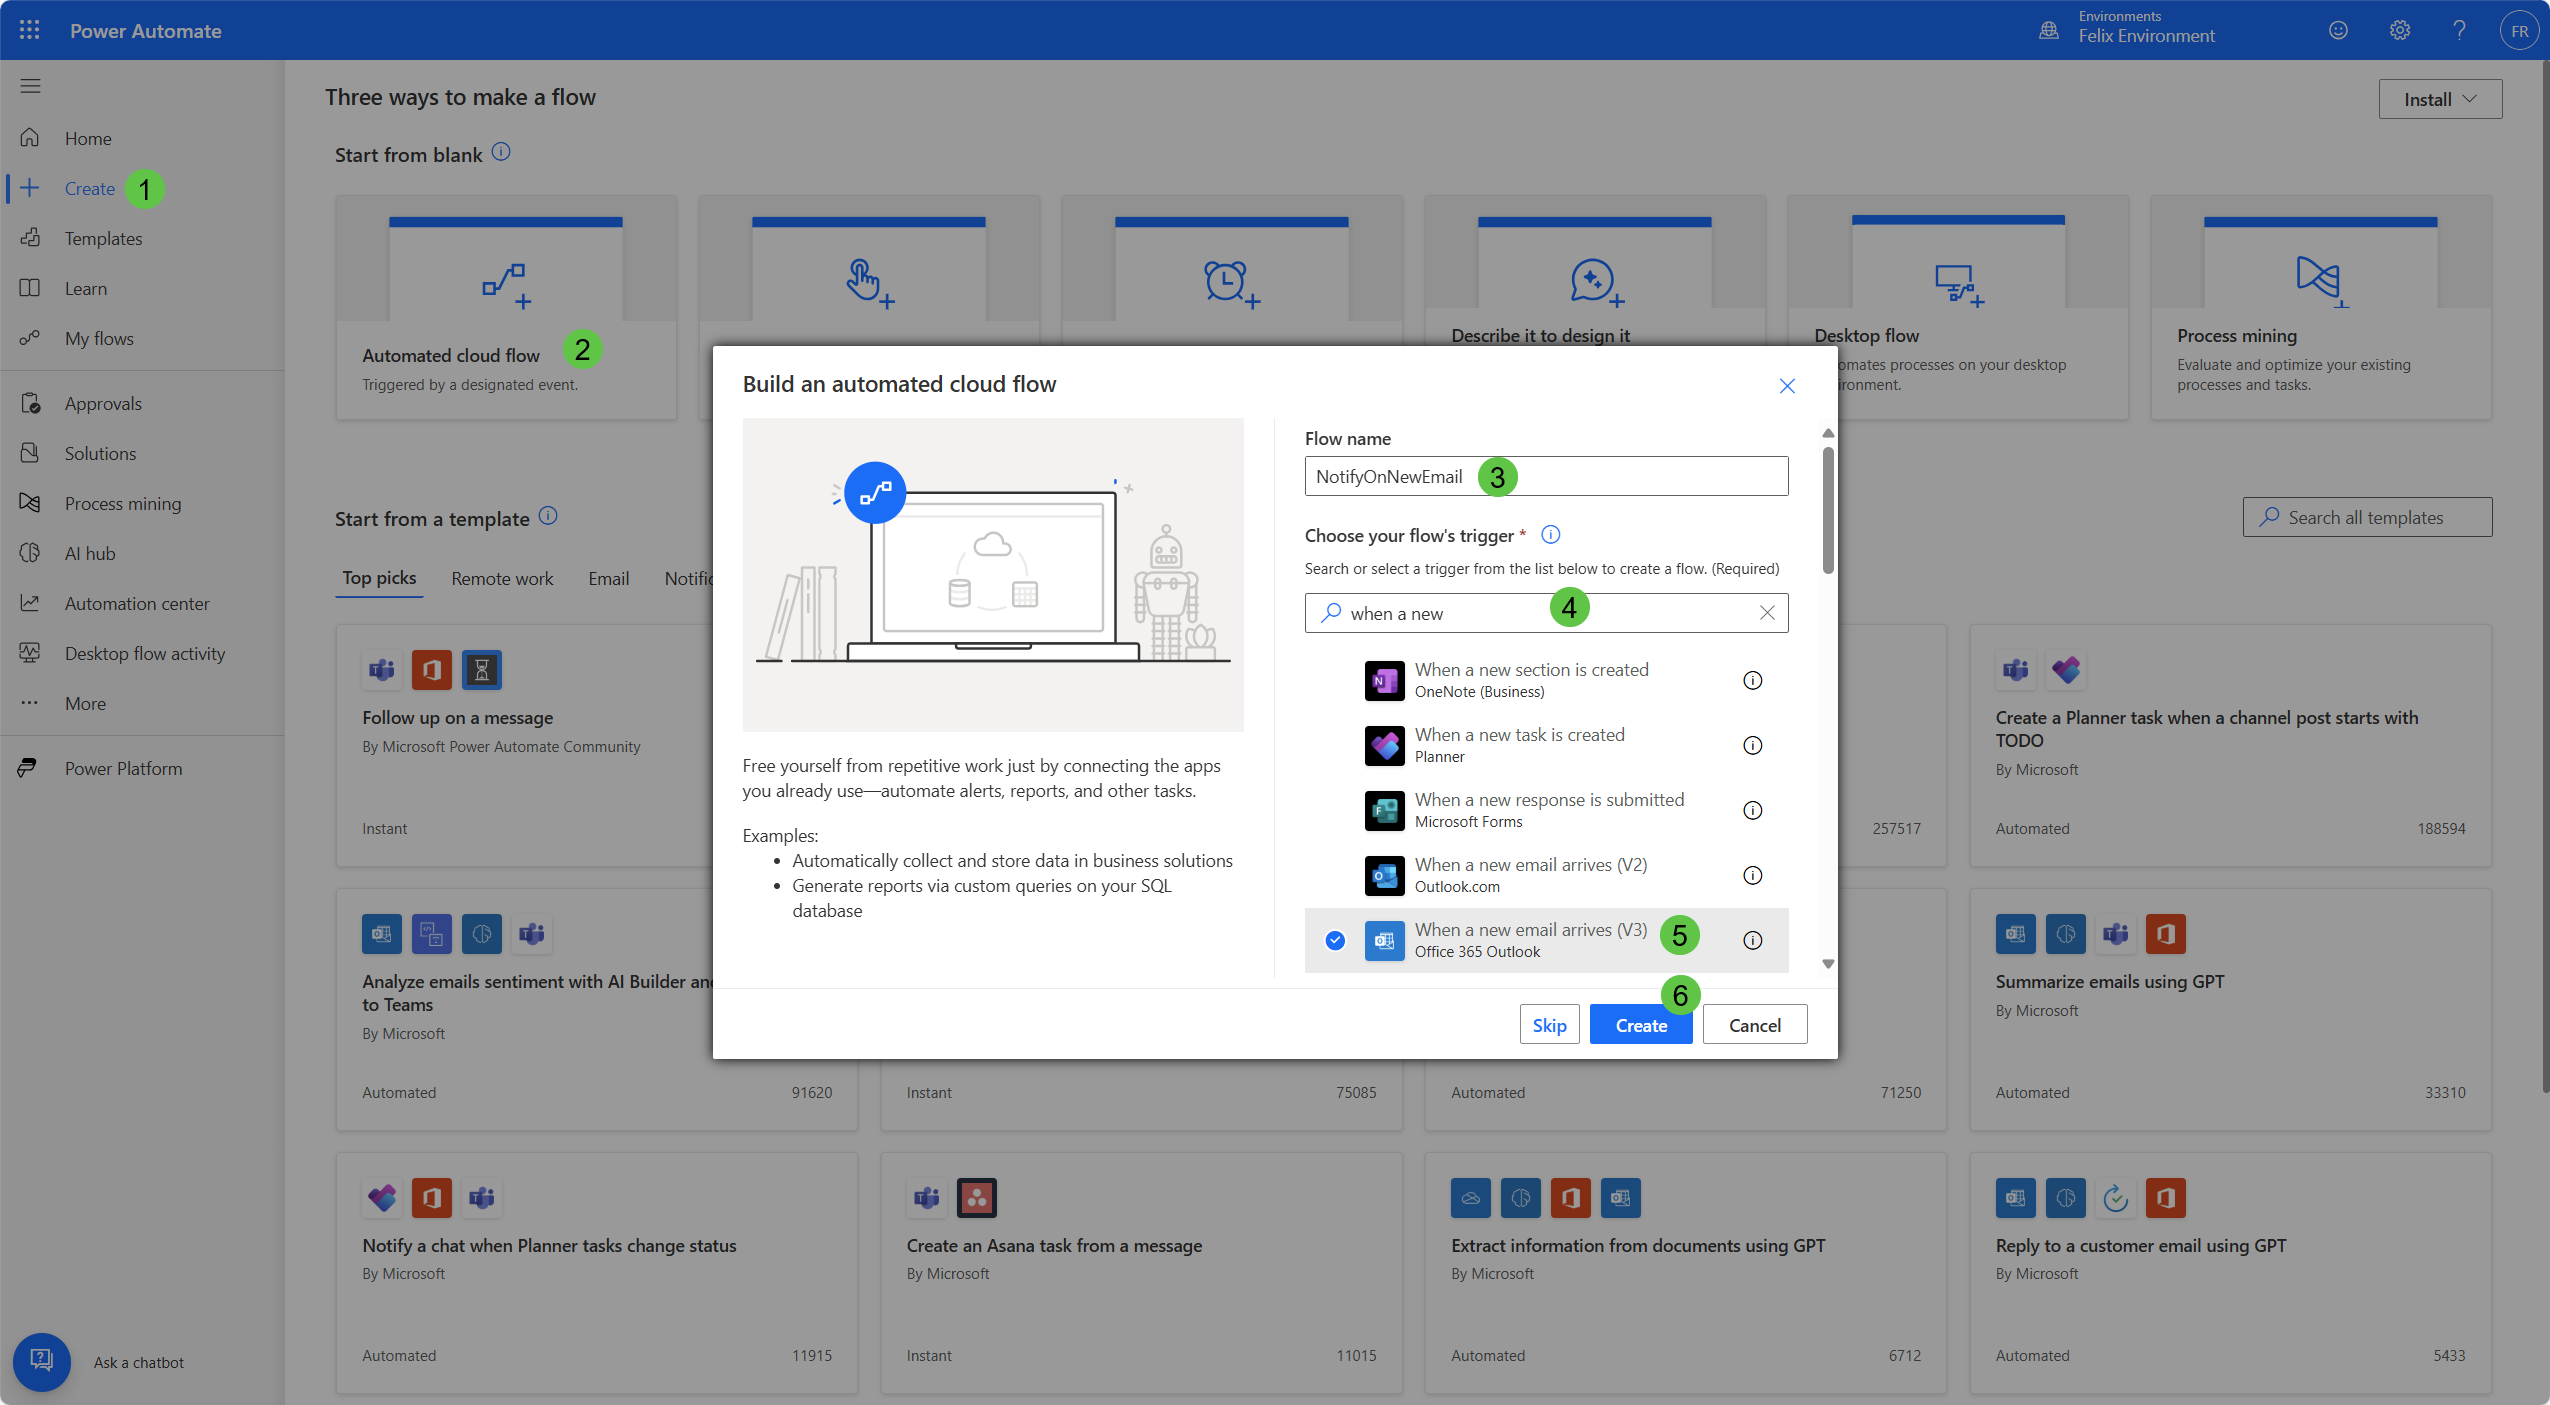 Power Automate
Environments
Felix Environment
FR
Home
Create 1
Templates
Learn
My flows
Approvals
Solutions
Process mining
AI hub
Automation center
Desktop flow activity
More
Power Platform
Ask a chatbot
Three ways to make a flow
Install
Start from blank
Automated cloud flow 2
Triggered by a designated event.
Describe it to design it
Desktop flow
omates processes on your desktop
ironment.
Process mining
Evaluate and optimize your existing
processes and tasks.
Start from a template
Search all templates
Top picks Remote work Email Notific
Follow up on a message
By Microsoft Power Automate Community
Instant
257517
Create a Planner task when a channel post starts with
TODO
By Microsoft
Automated 188594
Analyze emails sentiment with AI Builder and
to Teams
By Microsoft
Automated 91620
Instant 75085
Automated 71250
Summarize emails using GPT
By Microsoft
Automated 33310
Notify a chat when Planner tasks change status
By Microsoft
Automated 11915
Create an Asana task from a message
By Microsoft
Instant 11015
Extract information from documents using GPT
By Microsoft
Automated 6712
Reply to a customer email using GPT
By Microsoft
Automated 5433
Build an automated cloud flow
Free yourself from repetitive work just by connecting the apps
you already use—automate alerts, reports, and other tasks.
Examples:
• Automatically collect and store data in business solutions
• Generate reports via custom queries on your SQL
database
Flow name
NotifyOnNewEmail 3
Choose your flow's trigger *
Search or select a trigger from the list below to create a flow. (Required)
when a new 4
When a new section is created
OneNote (Business)
When a new task is created
Planner
When a new response is submitted
Microsoft Forms
When a new email arrives (V2)
Outlook.com
When a new email arrives (V3) 5
Office 365 Outlook
6
Skip Create Cancel